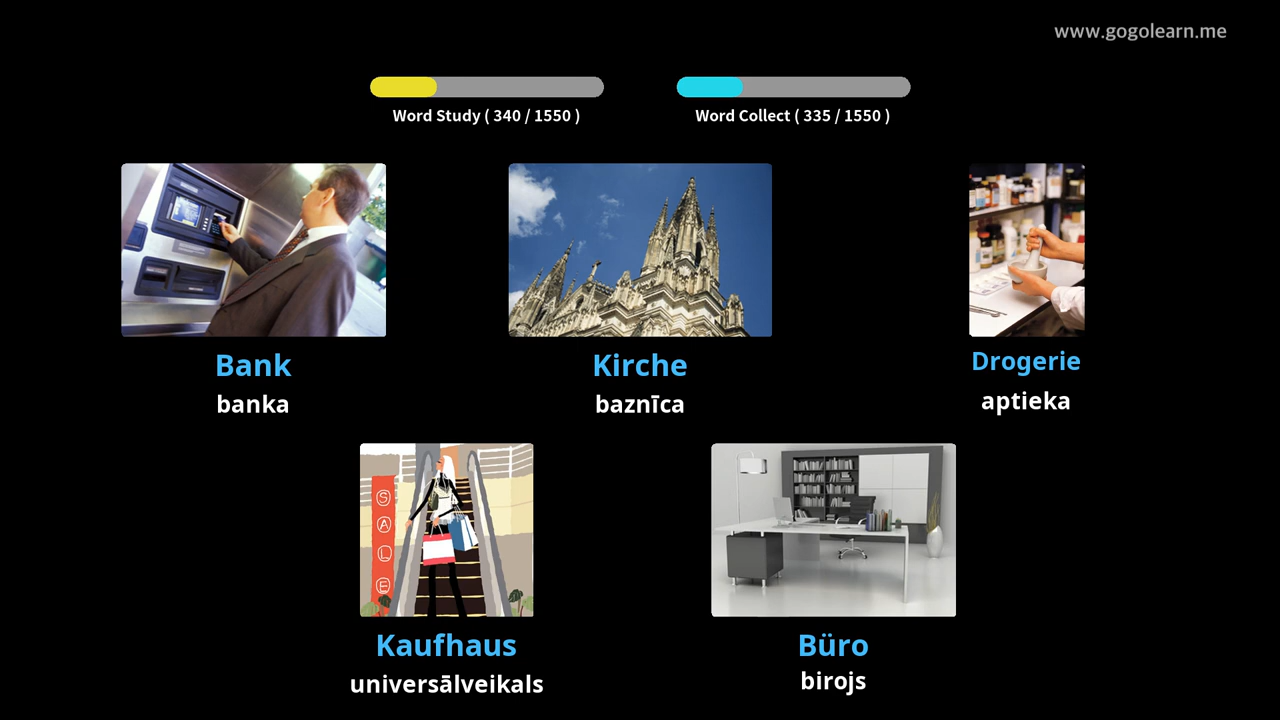 www.gogolearn.me
Word Study ( 340 / 1550 )
Word Collect ( 335 / 1550 )
Bank
banka
Kirche
baznīca
Drogerie
aptieka
SALE
Kaufhaus
universālveikals
Büro
birojs